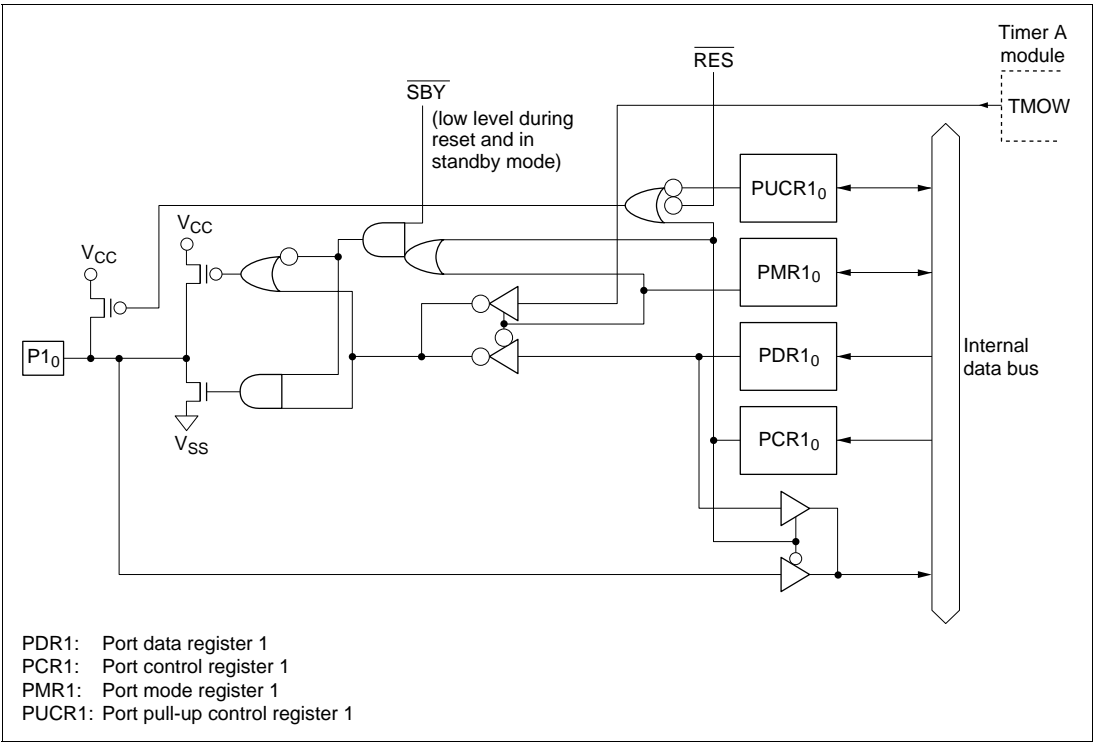 Timer A
module
RES
TMOW
SBY
(low level during
reset and in
standby mode)
PUCR1₀
VCC
VCC
PMR1₀
P1₀
PDR1₀
Internal
data bus
VSS
PCR1₀
PDR1: Port data register 1
PCR1: Port control register 1
PMR1: Port mode register 1
PUCR1: Port pull-up control register 1